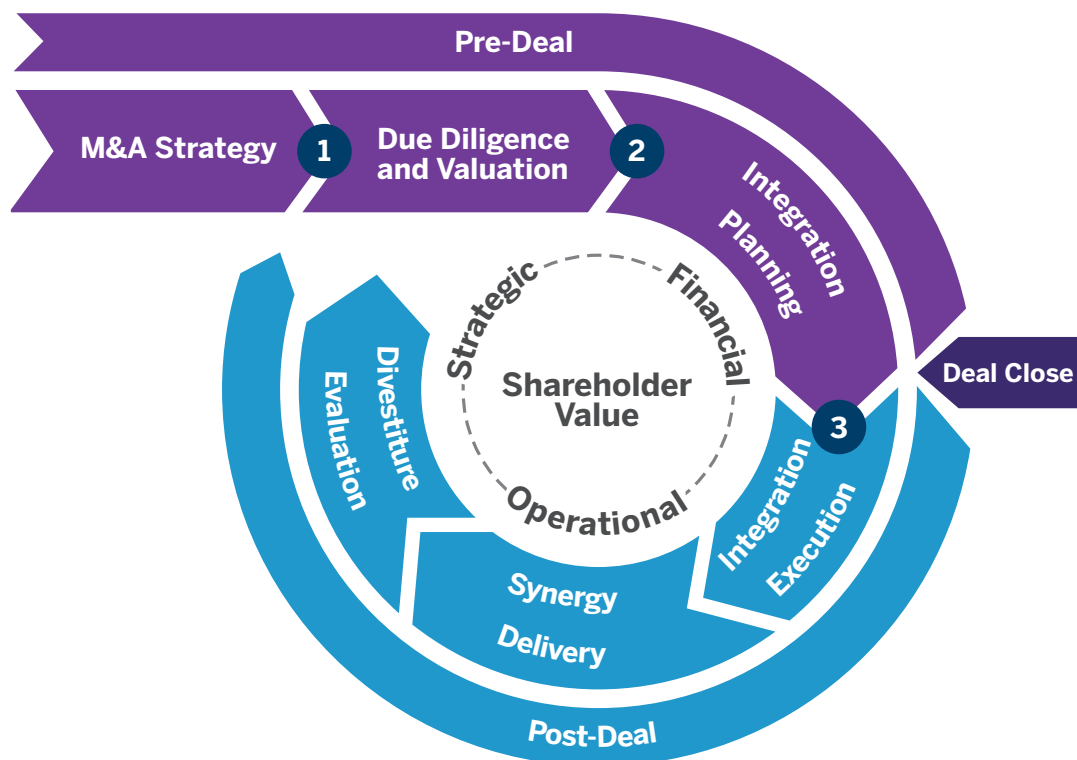 Pre-Deal
M&A Strategy
1
Due Diligence
and Valuation
2
Integration
Planning
Deal Close
3
Integration
Execution
Synergy
Delivery
Divestiture
Evaluation
Post-Deal
Strategic
Financial
Operational
Shareholder
Value